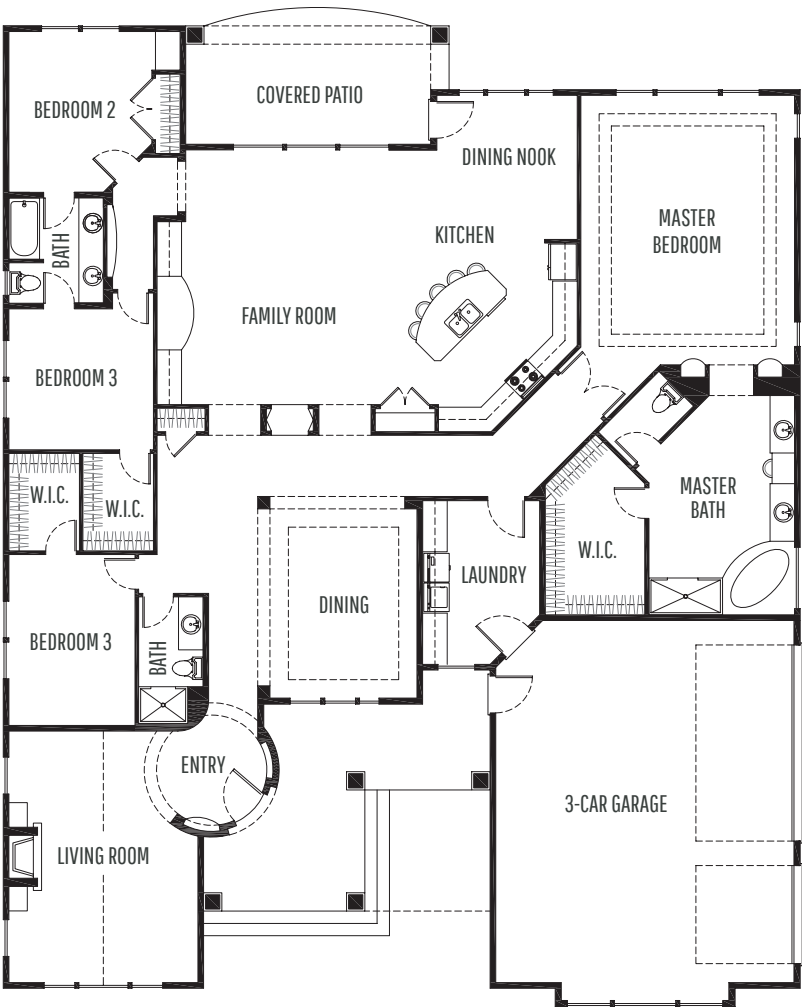 COVERED PATIO
BEDROOM 2
DINING NOOK
MASTER
BEDROOM
KITCHEN
BATH
FAMILY ROOM
BEDROOM 3
W.I.C.
W.I.C.
MASTER
BATH
W.I.C.
LAUNDRY
DINING
BEDROOM 3
BATH
ENTRY
3-CAR GARAGE
LIVING ROOM